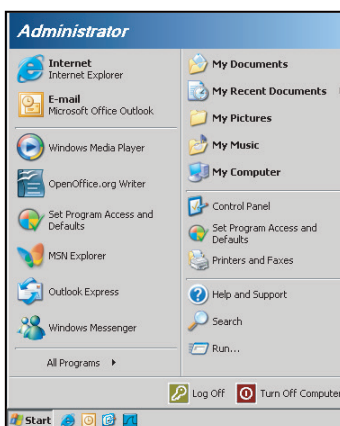 Administrator
Internet
Internet Explorer
E-mail
Microsoft Office Outlook
Windows Media Player
OpenOffice.org Writer
Set Program Access and
Defaults
MSN Explorer
Outlook Express
Windows Messenger
All Programs
My Documents
My Recent Documents
My Pictures
My Music
My Computer
Control Panel
Set Program Access and
Defaults
Printers and Faxes
Help and Support
Search
Run...
Log Off
Turn Off Computer
Start